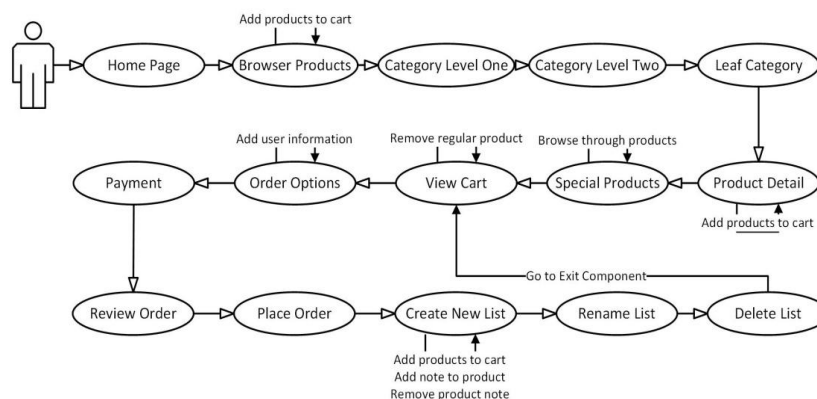 Add products to cart
Home Page
Browser Products
Category Level One
Category Level Two
Leaf Category
Add user information
Remove regular product
Browse through products
Payment
Order Options
View Cart
Special Products
Product Detail
Add products to cart
Go to Exit Component
Review Order
Place Order
Create New List
Rename List
Delete List
Add products to cart
Add note to product
Remove product note